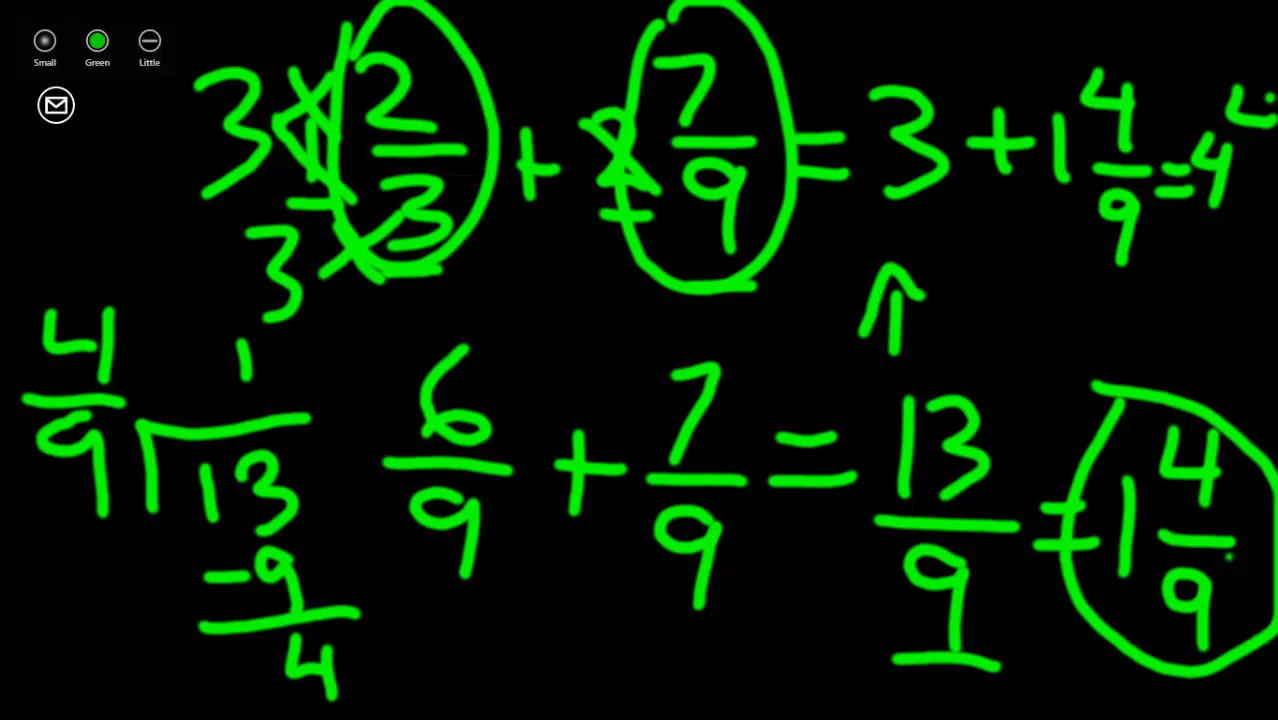 Small Green Little
3 2/3 + 7/9 = 3 + 1 4/9 = 4
3
6/9 + 7/9 = 13/9 = 1 4/9
4/9
1
9 13
-9
4